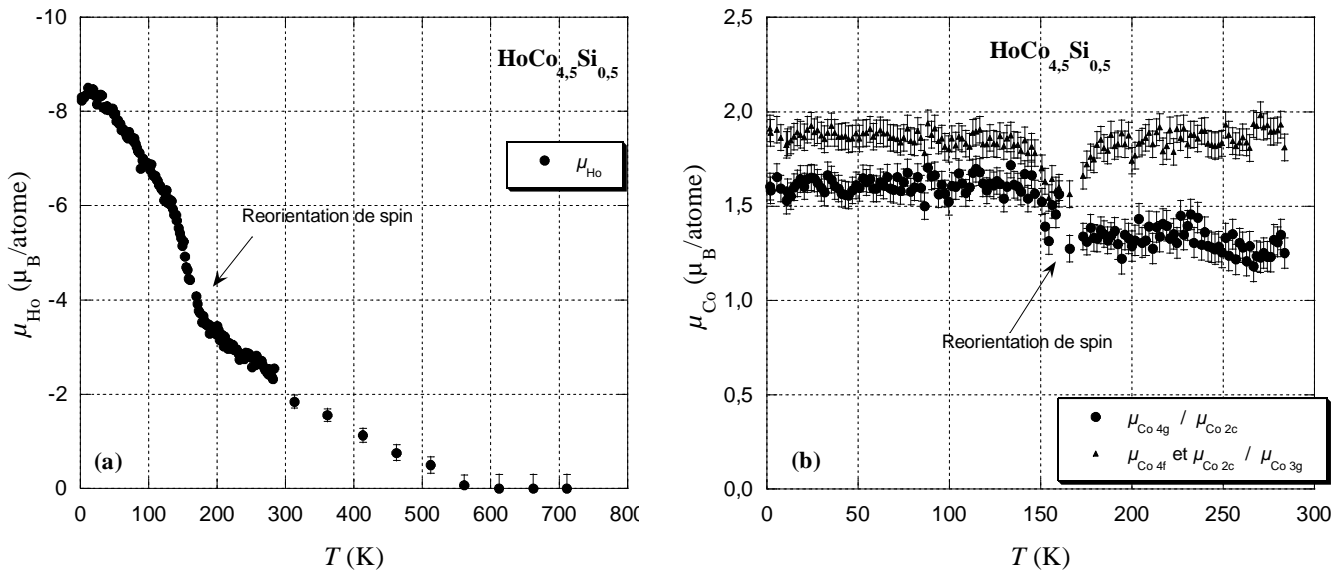 -10
-8
-6
-4
-2
0
μHo (μB/atome)
HoCo4,5Si0,5
μHo
Reorientation de spin
(a)
0 100 200 300 400 500 600 700 800
T (K)
2,5
2,0
1,5
1,0
0,5
0,0
μCo (μB/atome)
HoCo4,5Si0,5
Reorientation de spin
μCo 4g / μCo 2c
μCo 4f et μCo 2c / μCo 3g
(b)
0 50 100 150 200 250 300
T (K)